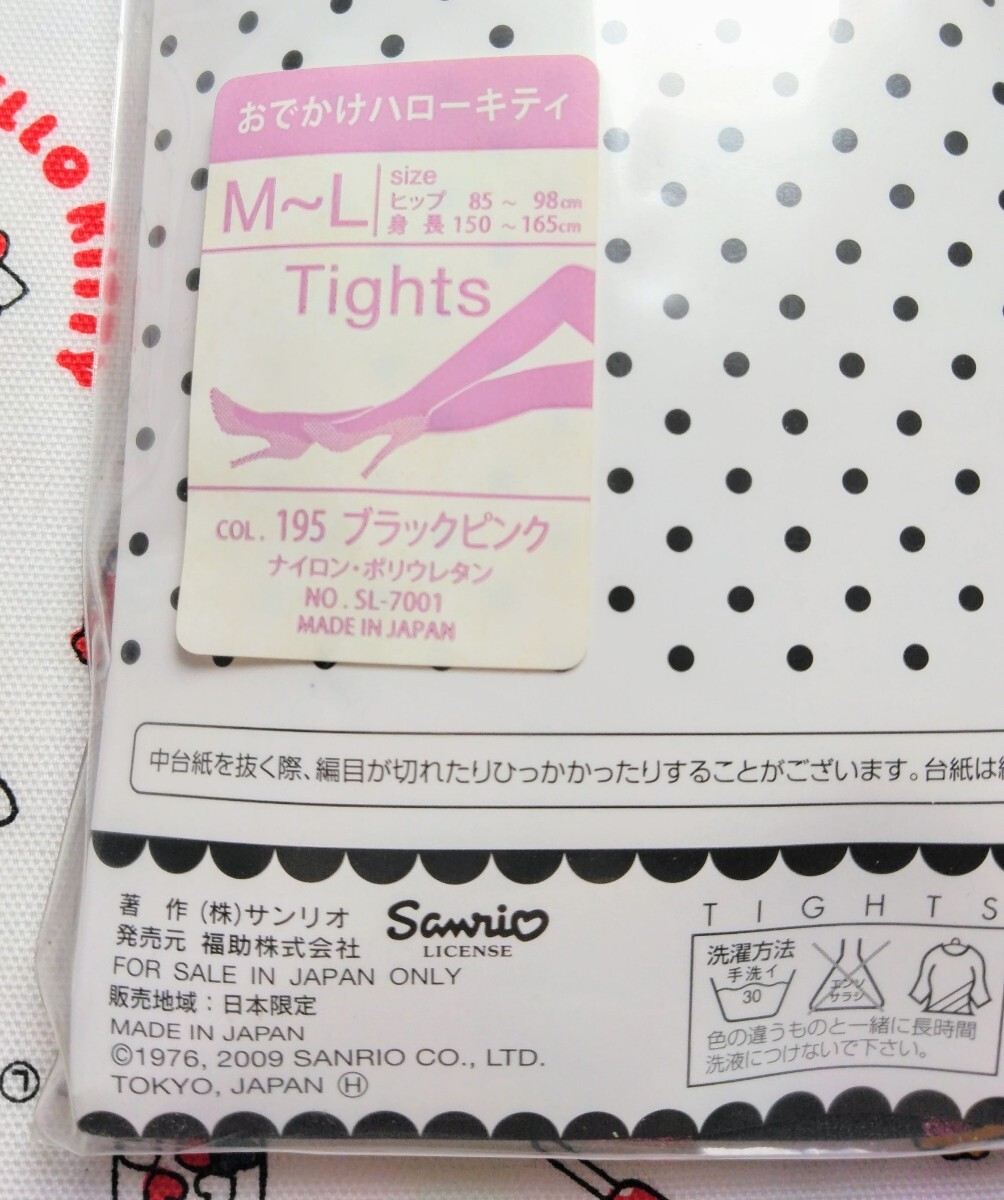 HELLO KITTY
おでかけハローキティ
M～L
size
ヒップ 85 ～ 98cm
身 長 150 ～165cm
Tights
COL. 195 ブラックピンク
ナイロン・ポリウレタン
NO. SL-7001
MADE IN JAPAN
中台紙を抜く際、編目が切れたりひっかかったりすることがございます。台紙は
著 作 (株)サンリオ
発売元 福助株式会社
Sanrio
LICENSE
FOR SALE IN JAPAN ONLY
販売地域：日本限定
MADE IN JAPAN
©1976, 2009 SANRIO CO., LTD.
TOKYO, JAPAN Ⓗ
TIGHTS
洗濯方法
手洗イ
30
エンソ
サラシ
色の違うものと一緒に長時間
洗液につけないで下さい。